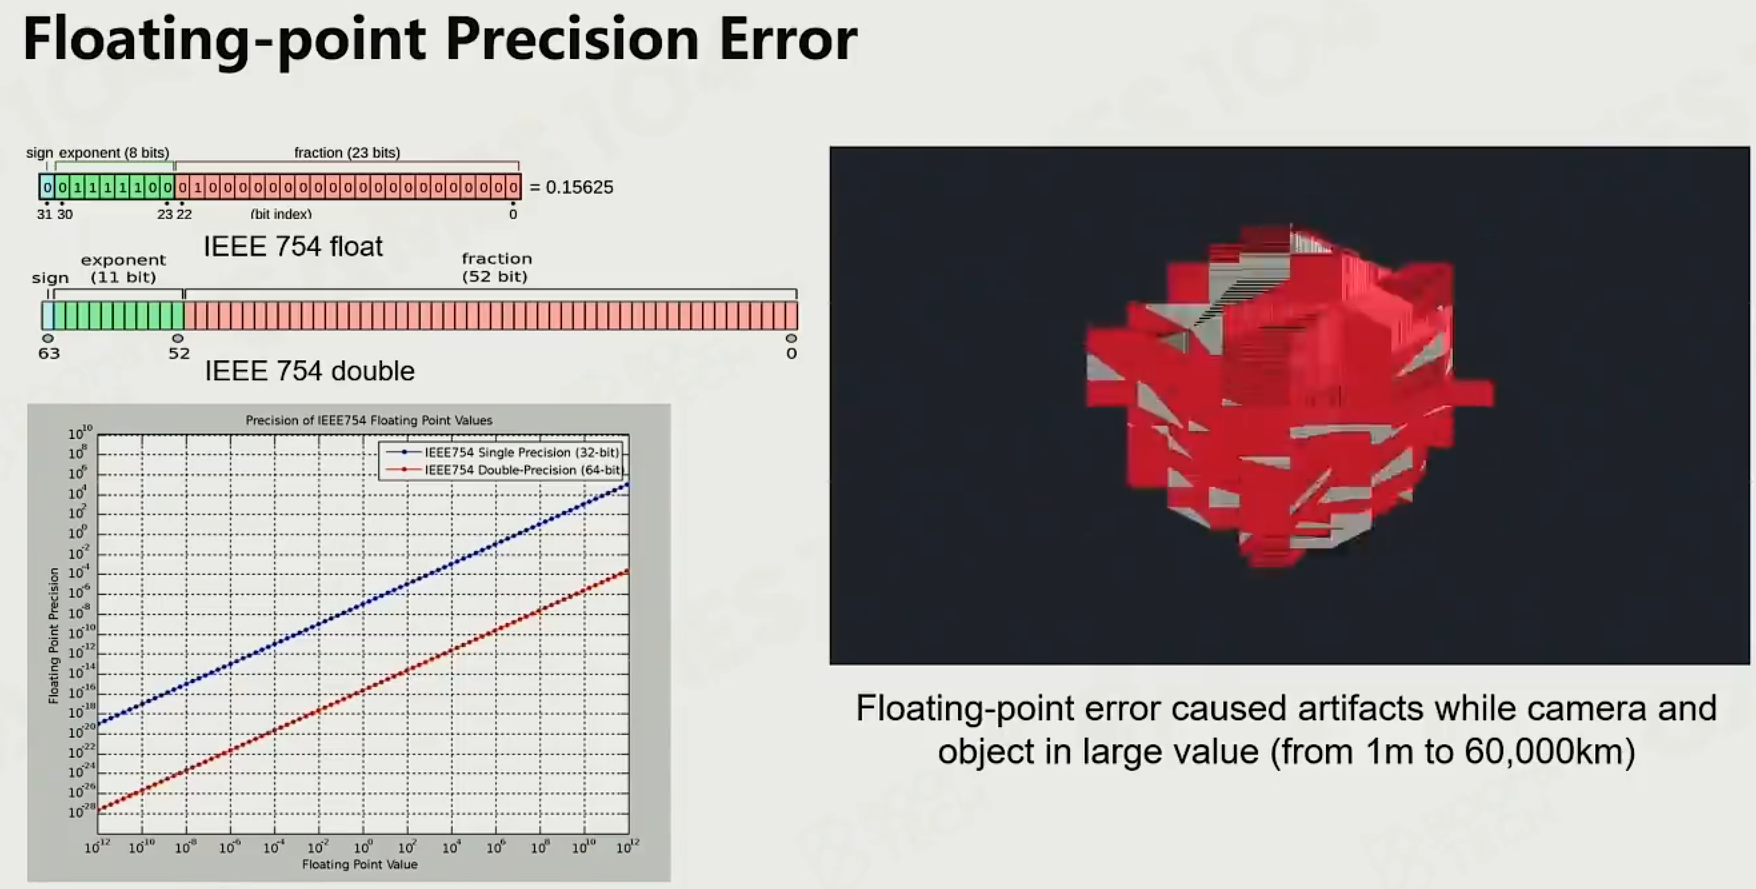 Floating-point Precision Error
sign exponent (8 bits) fraction (23 bits)
0 0 1 1 1 1 1 0 0 0 1 0 0 0 0 0 0 0 0 0 0 0 0 0 0 0 0 0 0 0 0 0 = 0.15625
31 30 23 22 (bit index) 0
IEEE 754 float
exponent fraction
sign (11 bit) (52 bit)
63 52 0
IEEE 754 double
Precision of IEEE754 Floating Point Values
IEEE754 Single Precision (32-bit)
IEEE754 Double-Precision (64-bit)
10^10
10^8
10^6
10^4
10^2
10^0
10^-2
10^-4
10^-6
10^-8
10^-10
10^-12
10^-14
10^-16
10^-18
10^-20
10^-22
10^-24
10^-26
10^-28
Floating Point Precision
10^-12 10^-10 10^-8 10^-6 10^-4 10^-2 10^0 10^2 10^4 10^6 10^8 10^10 10^12
Floating Point Value
Floating-point error caused artifacts while camera and
object in large value (from 1m to 60,000km)